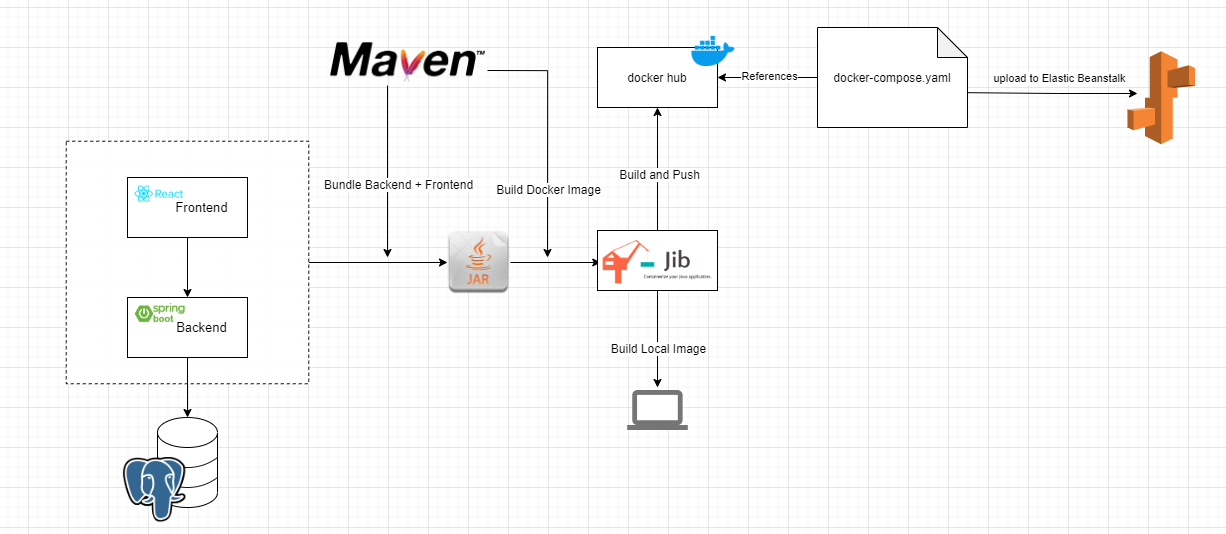 Maven™
docker hub
References
docker-compose.yaml
upload to Elastic Beanstalk
Build and Push
Bundle Backend + Frontend
Build Docker Image
React
Frontend
JAR
Jib
Containerize your Java application.
spring
boot
Backend
Build Local Image